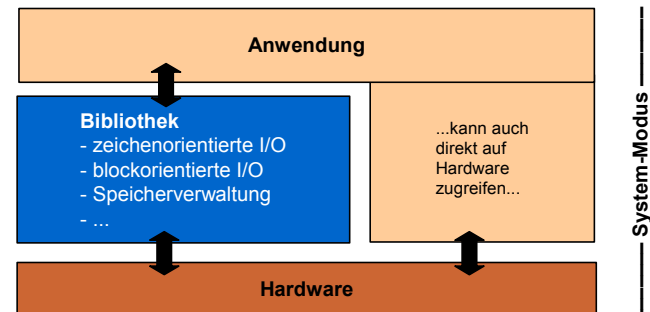 Anwendung
Bibliothek
- zeichenorientierte I/O
- blockorientierte I/O
- Speicherverwaltung
- ...
...kann auch
direkt auf
Hardware
zugreifen...
Hardware
System-Modus